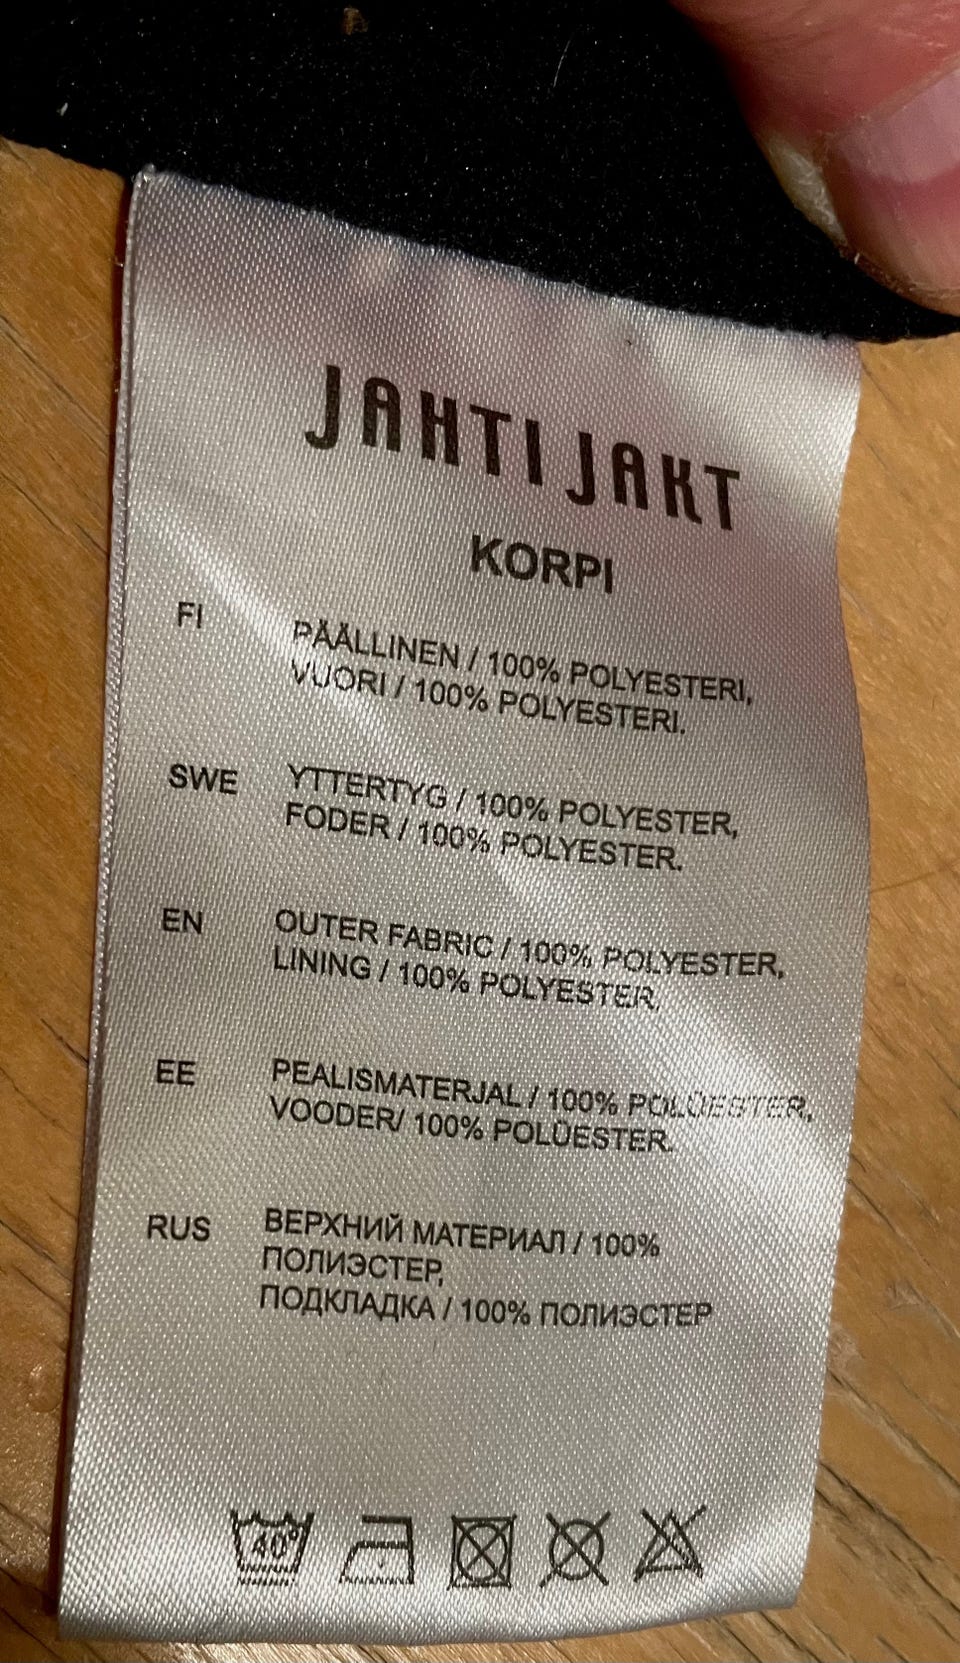 JAHTI JAKT
KORPI
FI PÄÄLLINEN / 100% POLYESTERI,
VUORI / 100% POLYESTERI.
SWE YTTERTYG / 100% POLYESTER,
FODER / 100% POLYESTER.
EN OUTER FABRIC / 100% POLYESTER,
LINING / 100% POLYESTER.
EE PEALISMATERJAL / 100% POLÜESTER,
VOODER/ 100% POLÜESTER.
RUS ВЕРХНИЙ МАТЕРИАЛ / 100%
ПОЛИЭСТЕР,
ПОДКЛАДКА / 100% ПОЛИЭСТЕР
40°